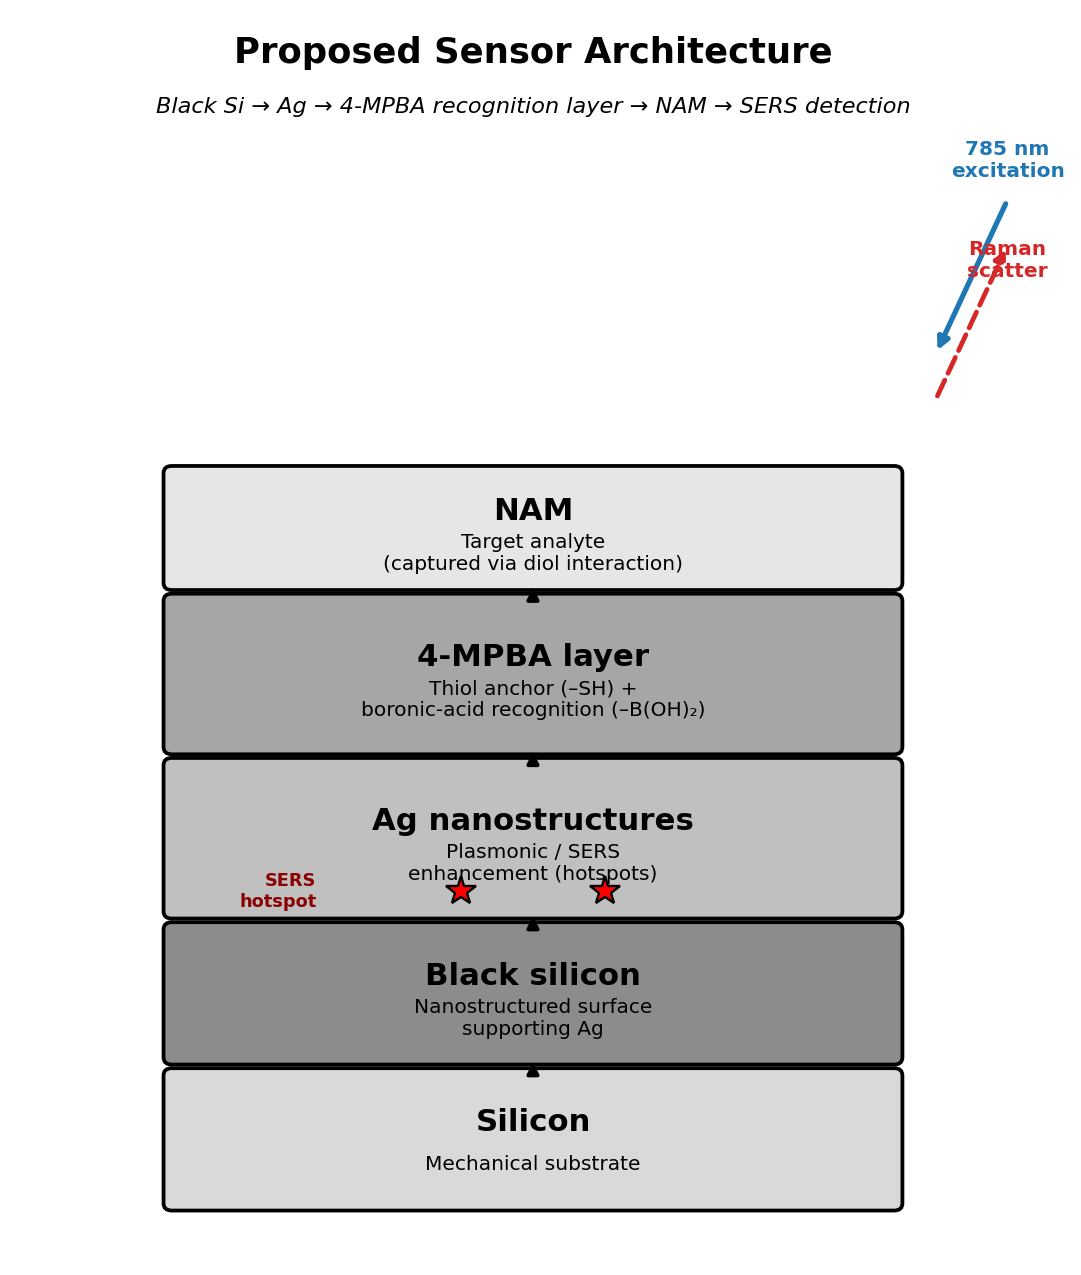 Proposed Sensor Architecture
Black Si → Ag → 4-MPBA recognition layer → NAM → SERS detection
785 nm
excitation
Raman
scatter
NAM
Target analyte
(captured via diol interaction)
4-MPBA layer
Thiol anchor (–SH) +
boronic-acid recognition (–B(OH)₂)
Ag nanostructures
Plasmonic / SERS
enhancement (hotspots)
SERS
hotspot
Black silicon
Nanostructured surface
supporting Ag
Silicon
Mechanical substrate